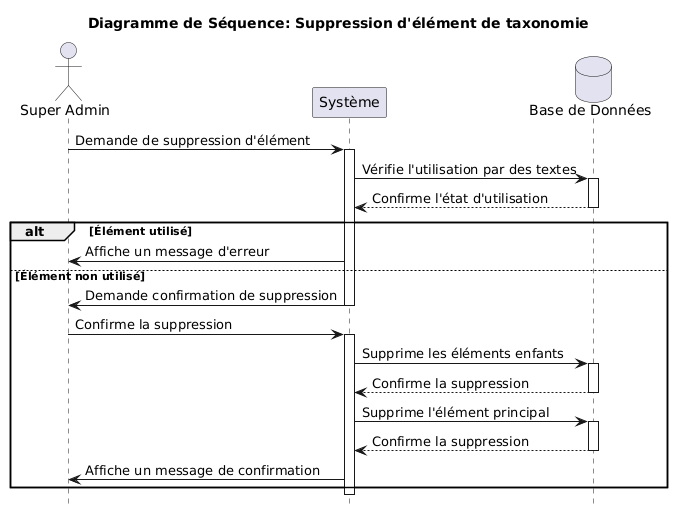 Diagramme de Séquence: Suppression d'élément de taxonomie
Super Admin
Système
Base de Données
Demande de suppression d'élément
Vérifie l'utilisation par des textes
Confirme l'état d'utilisation
alt [Élément utilisé]
Affiche un message d'erreur
[Élément non utilisé]
Demande confirmation de suppression
Confirme la suppression
Supprime les éléments enfants
Confirme la suppression
Supprime l'élément principal
Confirme la suppression
Affiche un message de confirmation